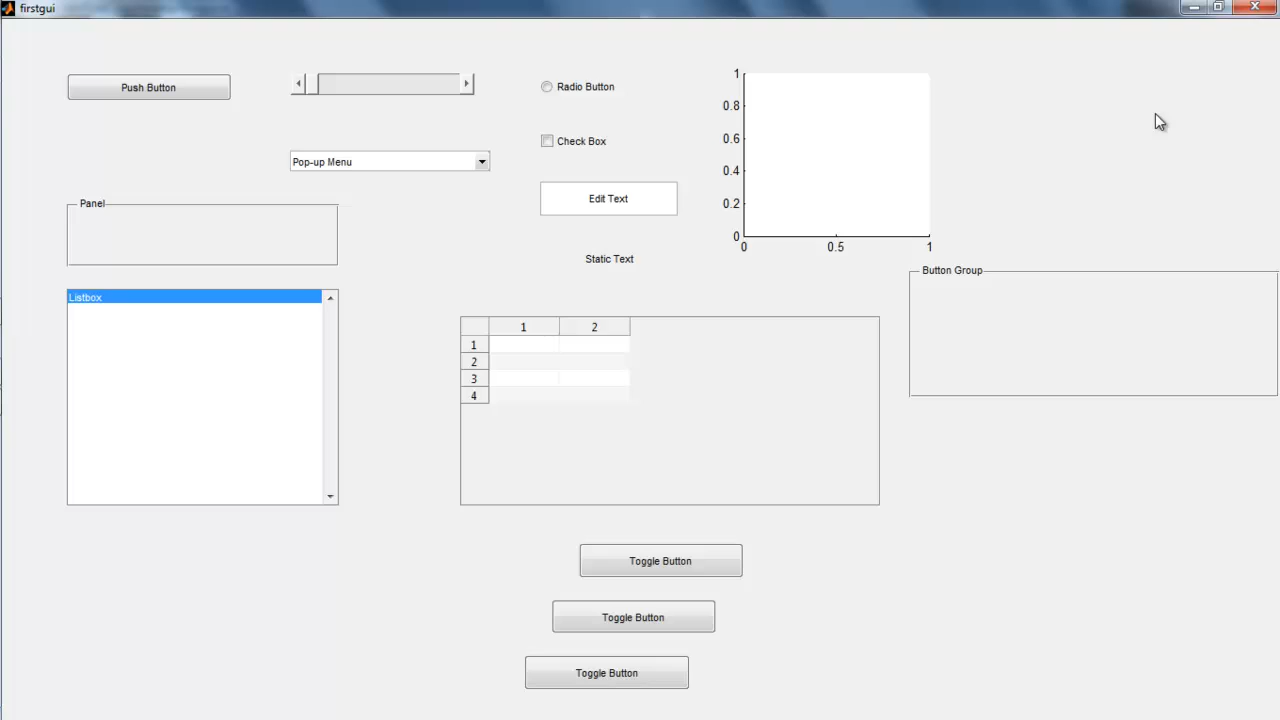 firstgui
Push Button
Radio Button
Check Box
Pop-up Menu
Edit Text
Static Text
1
0.8
0.6
0.4
0.2
0
0 0.5 1
Panel
Button Group
Listbox
1 2
1
2
3
4
Toggle Button
Toggle Button
Toggle Button